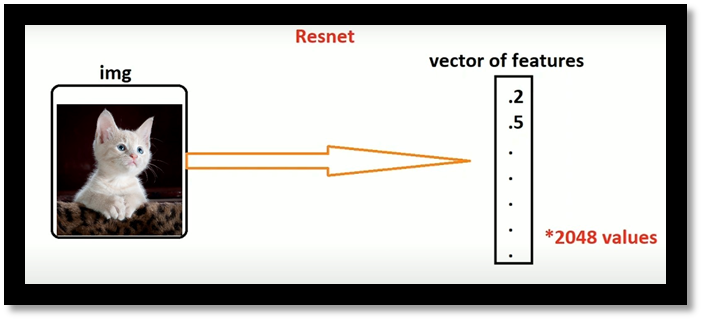 Resnet
img
vector of features
.2
.5
.
.
.
.
.
*2048 values